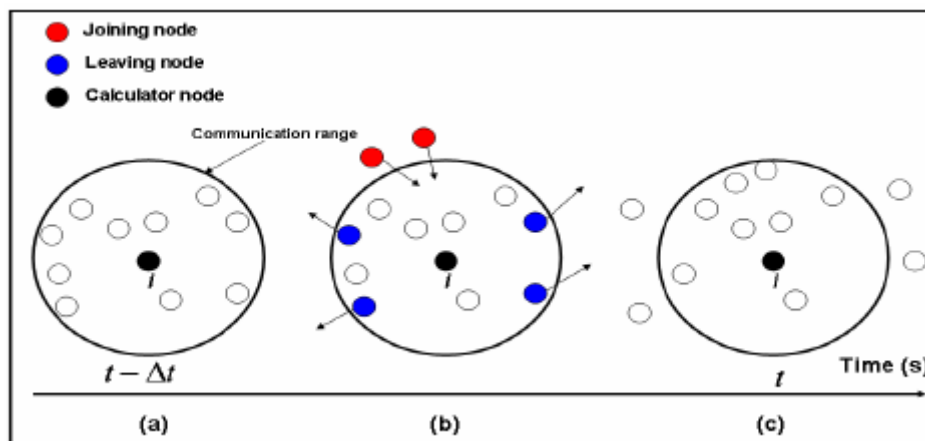 Joining node
Leaving node
Calculator node
Communication range
i
i
i
t − Δt
t
Time (s)
(a)
(b)
(c)